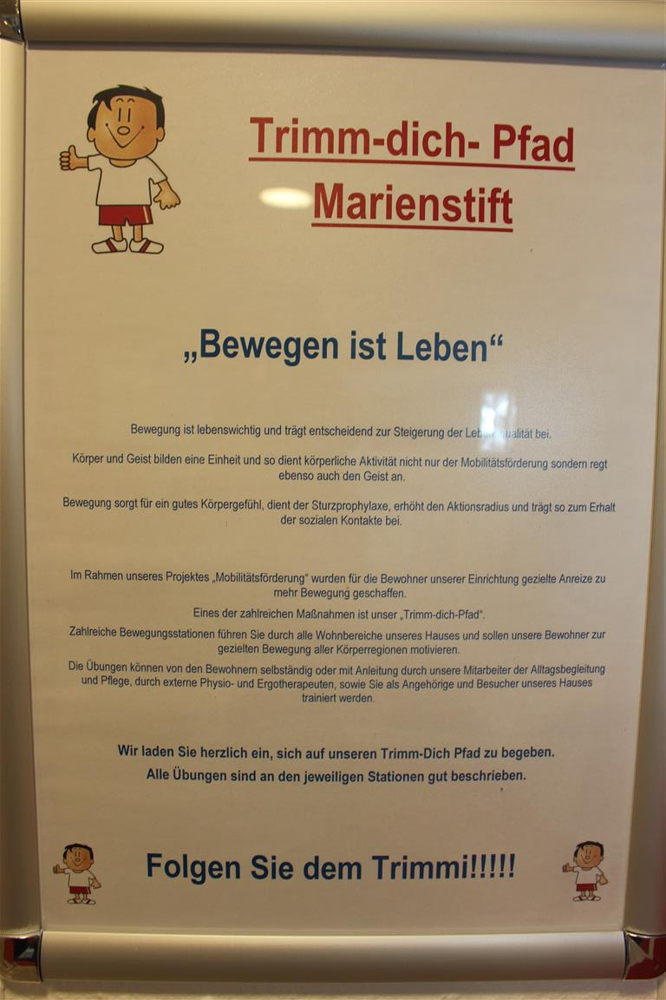 Trimm-dich- Pfad
Marienstift
„Bewegen ist Leben“
Bewegung ist lebenswichtig und trägt entscheidend zur Steigerung der Lebensqualität bei.
Körper und Geist bilden eine Einheit und so dient körperliche Aktivität nicht nur der Mobilitätsförderung sondern regt
ebenso auch den Geist an.
Bewegung sorgt für ein gutes Körpergefühl, dient der Sturzprophylaxe, erhöht den Aktionsradius und trägt so zum Erhalt
der sozialen Kontakte bei.
Im Rahmen unseres Projektes „Mobilitätsförderung“ wurden für die Bewohner unserer Einrichtung gezielte Anreize zu
mehr Bewegung geschaffen.
Eines der zahlreichen Maßnahmen ist unser „Trimm-dich-Pfad“.
Zahlreiche Bewegungsstationen führen Sie durch alle Wohnbereiche unseres Hauses und sollen unsere Bewohner zur
gezielten Bewegung aller Körperregionen motivieren.
Die Übungen können von den Bewohnern selbständig oder mit Anleitung durch unsere Mitarbeiter der Alltagsbegleitung
und Pflege, durch externe Physio- und Ergotherapeuten, sowie Sie als Angehörige und Besucher unseres Hauses
trainiert werden.
Wir laden Sie herzlich ein, sich auf unseren Trimm-Dich Pfad zu begeben.
Alle Übungen sind an den jeweiligen Stationen gut beschrieben.
Folgen Sie dem Trimmi!!!!!